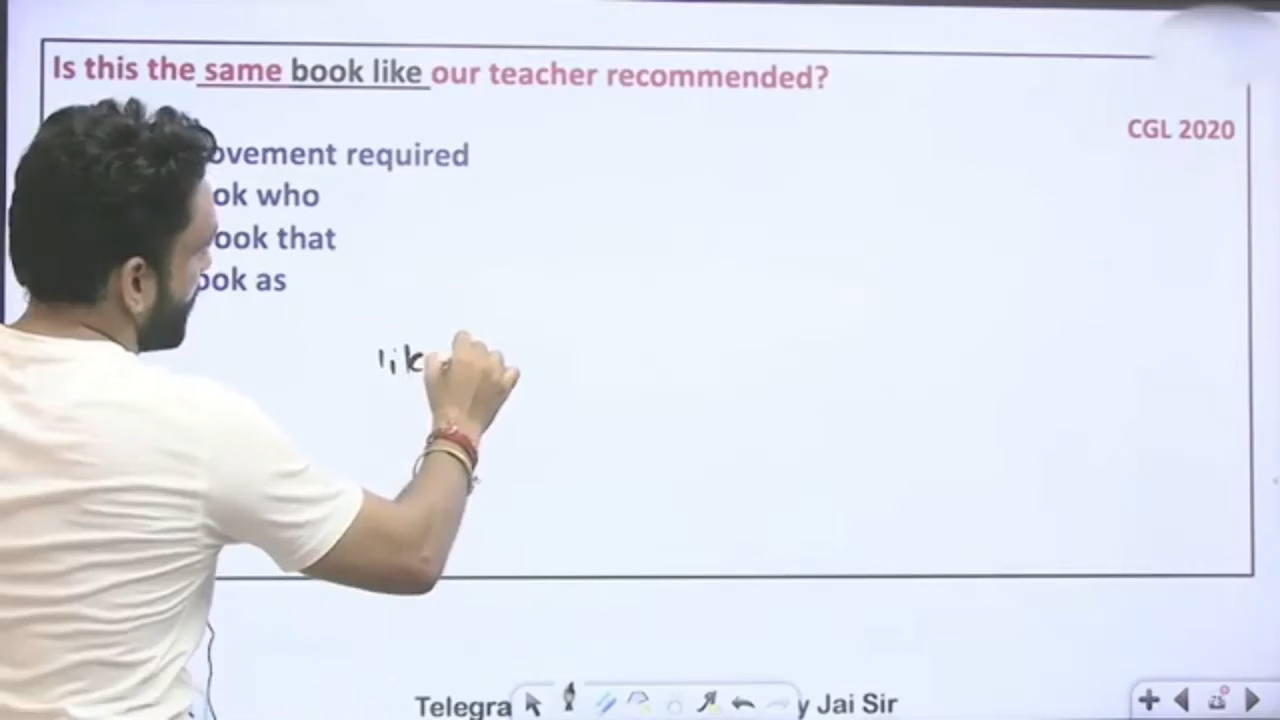 Is this the same book like our teacher recommended?
CGL 2020
ovement required
ok who
ook that
ook as
lik
Telegra y Jai Sir